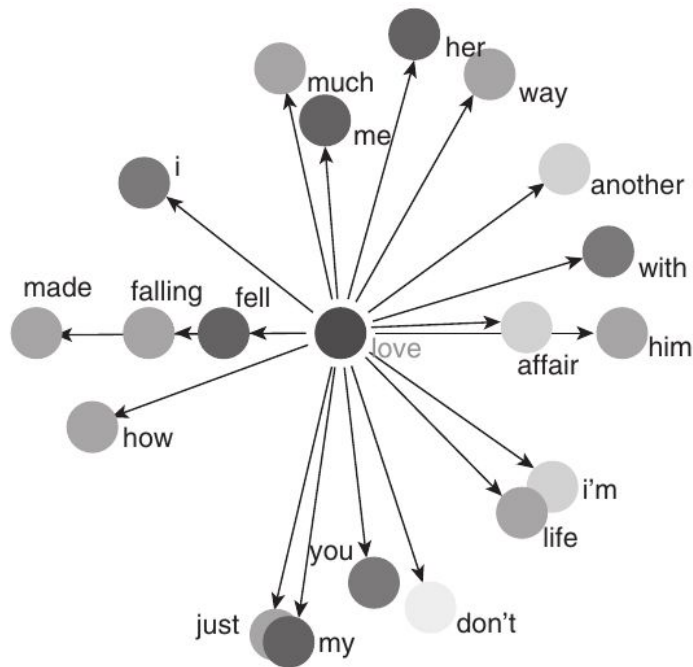 her
much
way
me
i
another
with
made
falling
fell
love
affair
him
how
i'm
life
you
just
my
don't